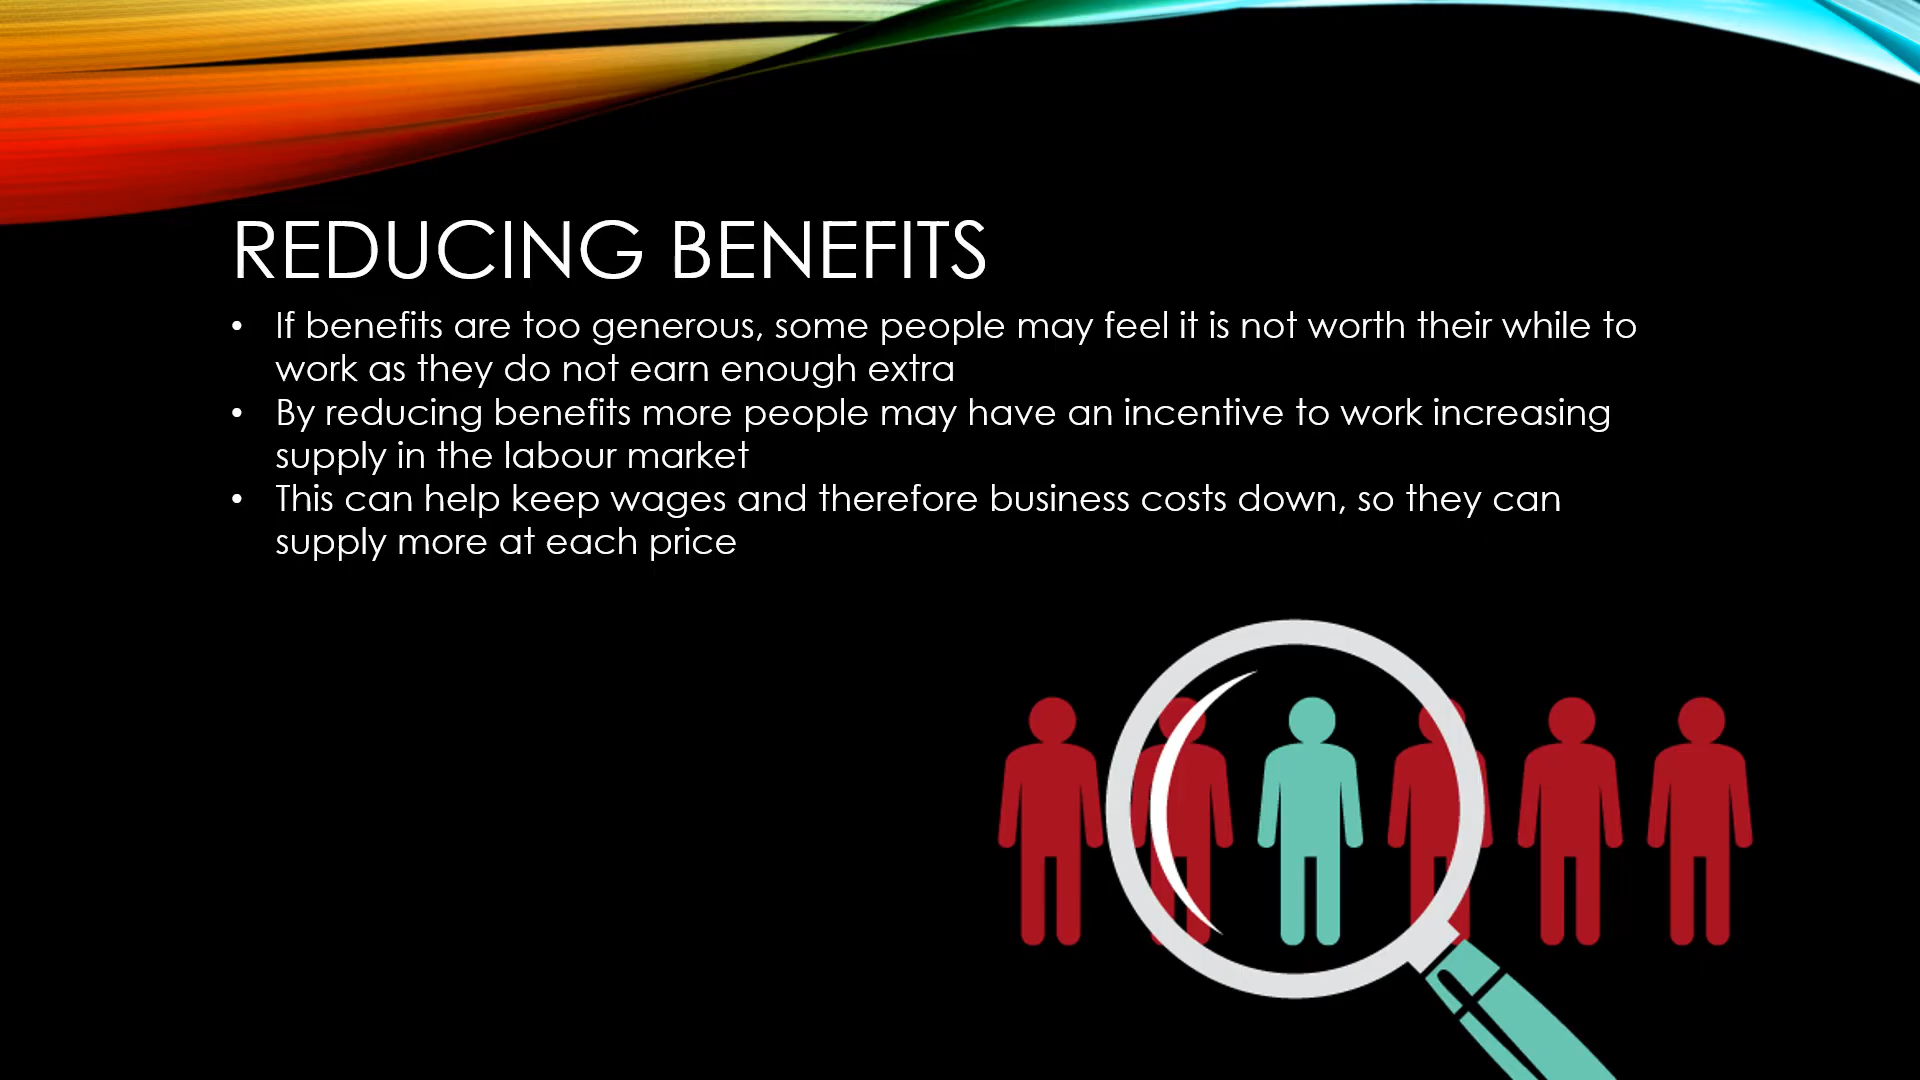 REDUCING BENEFITS
• If benefits are too generous, some people may feel it is not worth their while to
work as they do not earn enough extra
• By reducing benefits more people may have an incentive to work increasing
supply in the labour market
• This can help keep wages and therefore business costs down, so they can
supply more at each price